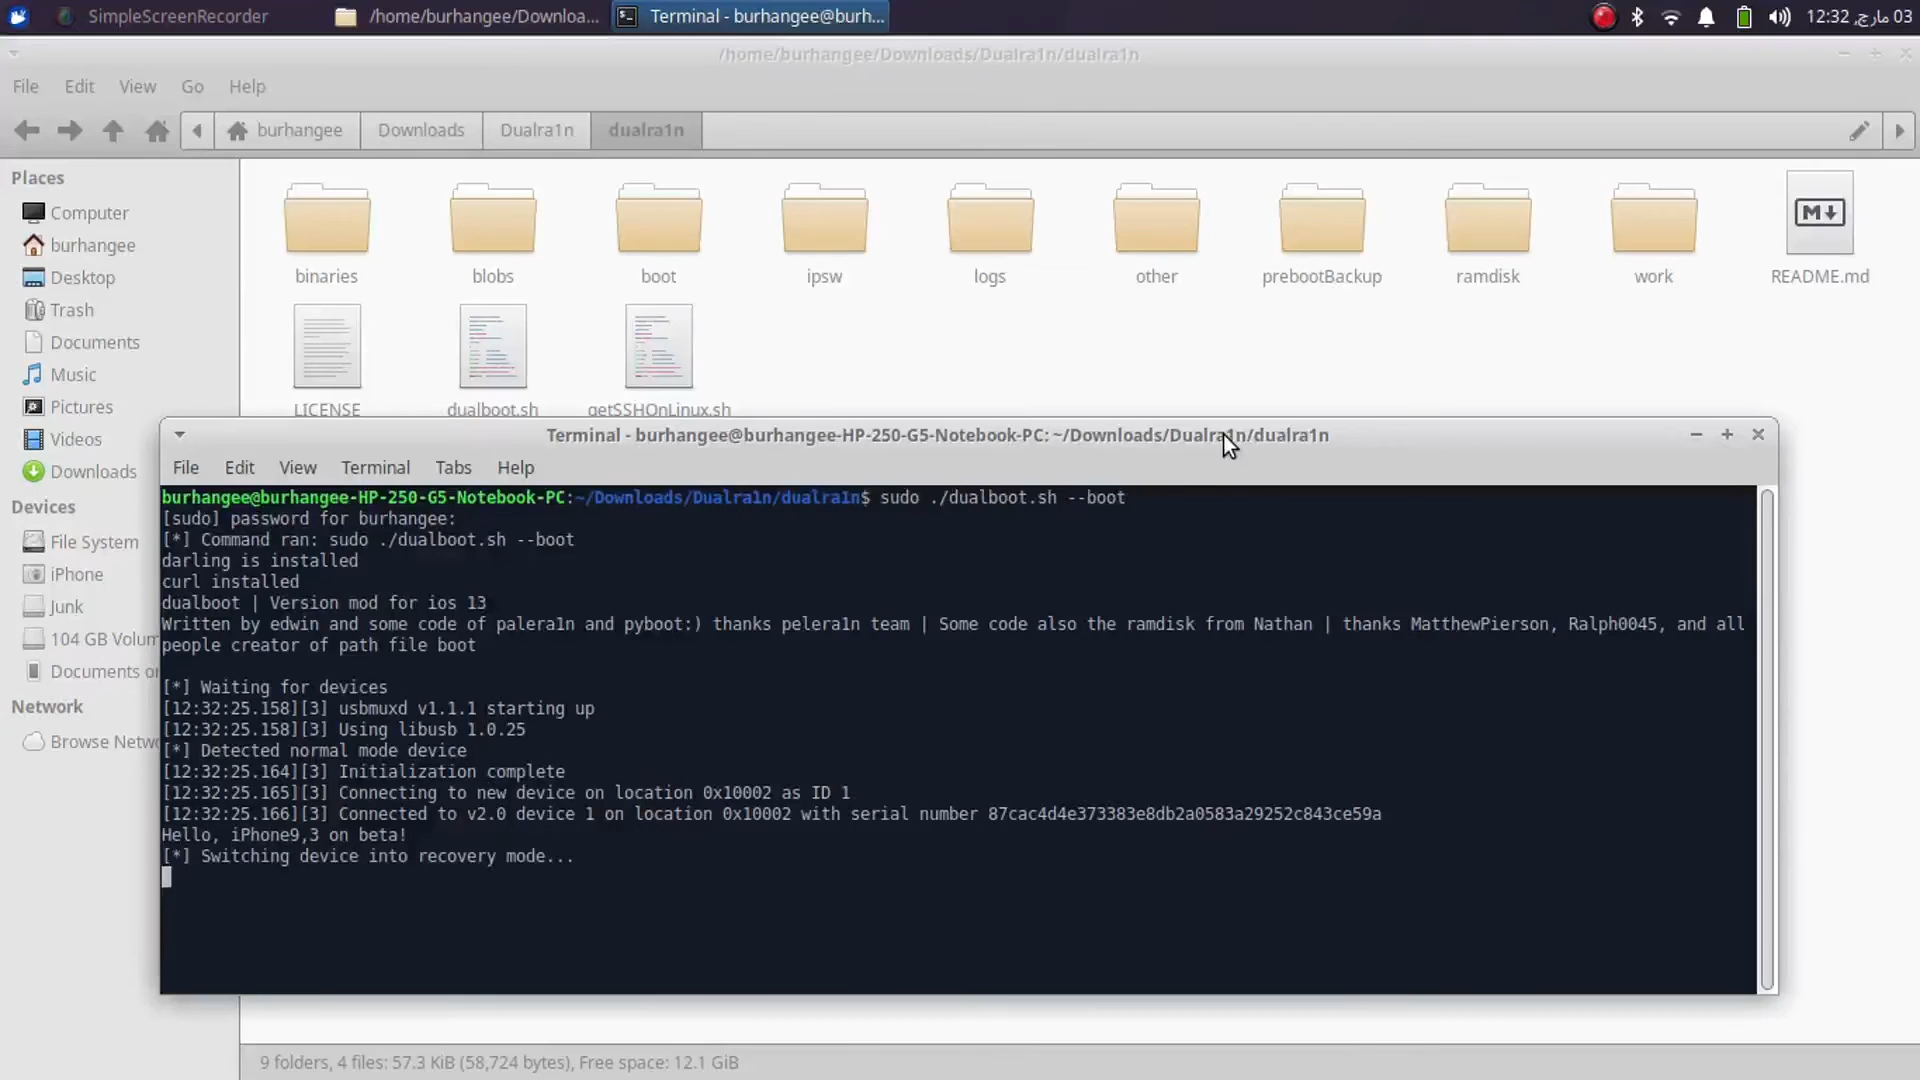 SimpleScreenRecorder
/home/burhangee/Downloa...
Terminal - burhangee@burh...
03 مارچ, 12:32
/home/burhangee/Downloads/Dualra1n/dualra1n
File Edit View Go Help
burhangee Downloads Dualra1n dualra1n
Places
Computer
burhangee
Desktop
Trash
Documents
Music
Pictures
Videos
Downloads
Devices
File System
iPhone
Junk
104 GB Volum
Documents o
Network
Browse Netw
binaries blobs boot ipsw logs other prebootBackup ramdisk work README.md
LICENSE dualboot.sh getSSHOnLinux.sh
Terminal - burhangee@burhangee-HP-250-G5-Notebook-PC: ~/Downloads/Dualra1n/dualra1n
File Edit View Terminal Tabs Help
burhangee@burhangee-HP-250-G5-Notebook-PC:~/Downloads/Dualra1n/dualra1n$ sudo ./dualboot.sh --boot
[sudo] password for burhangee:
[*] Command ran: sudo ./dualboot.sh --boot
darling is installed
curl installed
dualboot | Version mod for ios 13
Written by edwin and some code of palera1n and pyboot:) thanks pelera1n team | Some code also the ramdisk from Nathan | thanks MatthewPierson, Ralph0045, and all
people creator of path file boot
[*] Waiting for devices
[12:32:25.158][3] usbmuxd v1.1.1 starting up
[12:32:25.158][3] Using libusb 1.0.25
[*] Detected normal mode device
[12:32:25.164][3] Initialization complete
[12:32:25.165][3] Connecting to new device on location 0x10002 as ID 1
[12:32:25.166][3] Connected to v2.0 device 1 on location 0x10002 with serial number 87cac4d4e373383e8db2a0583a29252c843ce59a
Hello, iPhone9,3 on beta!
[*] Switching device into recovery mode...
9 folders, 4 files: 57.3 KiB (58,724 bytes), Free space: 12.1 GiB